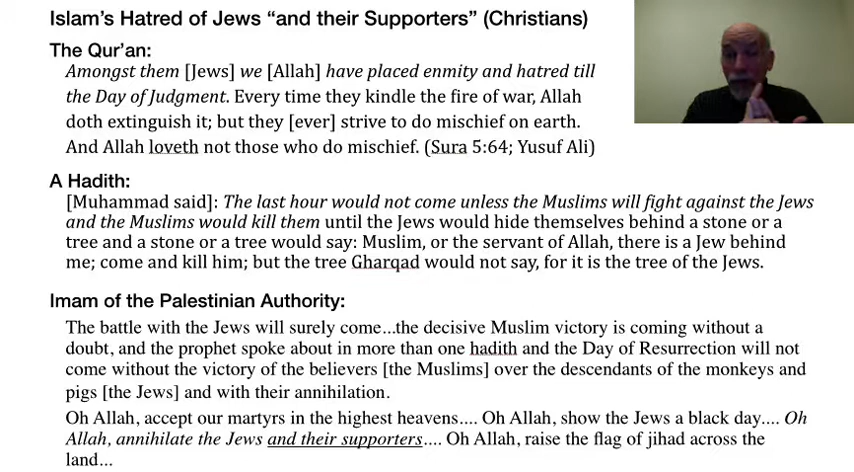 Islam's Hatred of Jews "and their Supporters" (Christians)
The Qur'an:
Amongst them [Jews] we [Allah] have placed enmity and hatred till
the Day of Judgment. Every time they kindle the fire of war, Allah
doth extinguish it; but they [ever] strive to do mischief on earth.
And Allah loveth not those who do mischief. (Sura 5:64; Yusuf Ali)
A Hadith:
[Muhammad said]: The last hour would not come unless the Muslims will fight against the Jews
and the Muslims would kill them until the Jews would hide themselves behind a stone or a
tree and a stone or a tree would say: Muslim, or the servant of Allah, there is a Jew behind
me; come and kill him; but the tree Gharqad would not say, for it is the tree of the Jews.
Imam of the Palestinian Authority:
The battle with the Jews will surely come...the decisive Muslim victory is coming without a
doubt, and the prophet spoke about in more than one hadith and the Day of Resurrection will not
come without the victory of the believers [the Muslims] over the descendants of the monkeys and
pigs [the Jews] and with their annihilation.
Oh Allah, accept our martyrs in the highest heavens.... Oh Allah, show the Jews a black day.... Oh
Allah, annihilate the Jews and their supporters.... Oh Allah, raise the flag of jihad across the
land...